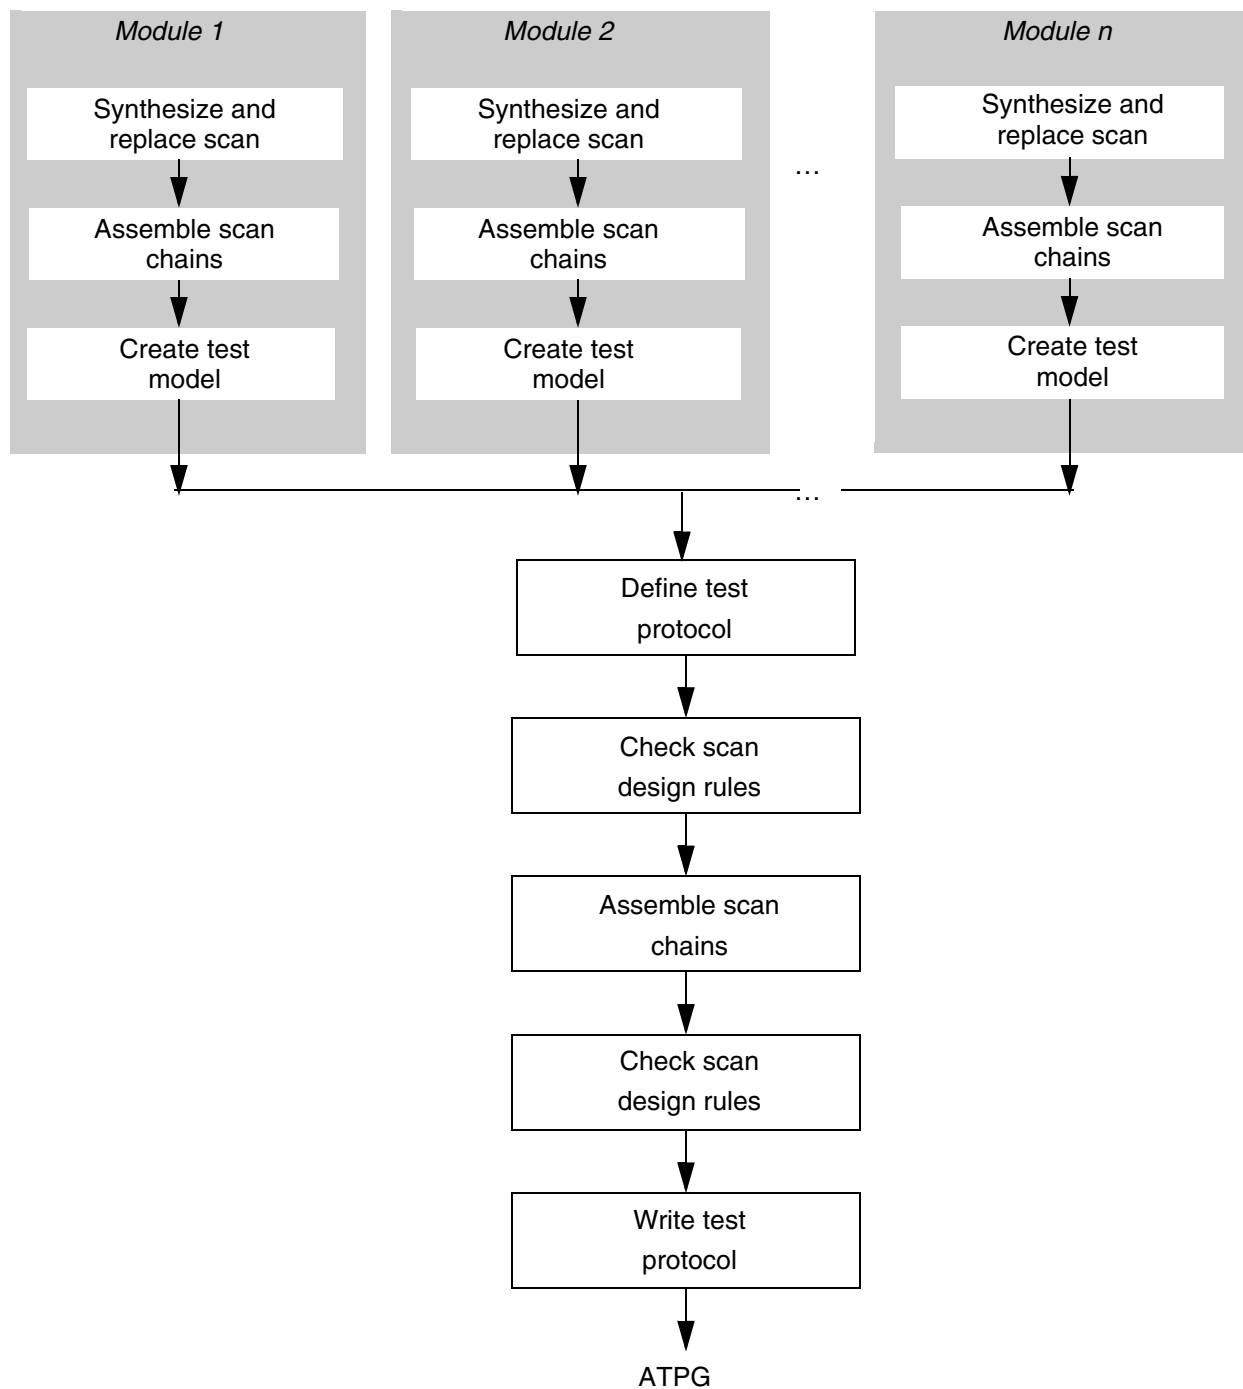 Module 1
Synthesize and
replace scan
Assemble scan
chains
Create test
model
Module 2
Synthesize and
replace scan
Assemble scan
chains
Create test
model
...
Module n
Synthesize and
replace scan
Assemble scan
chains
Create test
model
...
Define test
protocol
Check scan
design rules
Assemble scan
chains
Check scan
design rules
Write test
protocol
ATPG